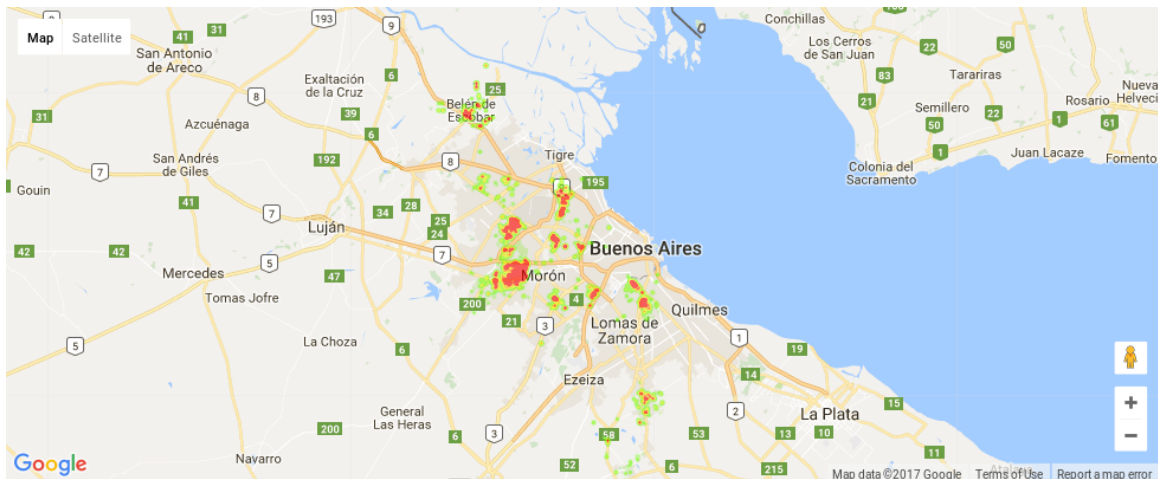 Map
Satellite
193
9
Conchillas
San Antonio
de Areco
41
31
6
Exaltación
de la Cruz
25
Los Cerros
de San Juan
22
50
Tarariras
83
21
Nueva
Helveci
8
Belén de
Escobar
Semillero
Rosario
31
Azcuénaga
39
6
50
1
61
San Andrés
de Giles
192
8
Tigre
1
Juan Lacaze
Fomento
7
Gouin
195
Colonia del
Sacramento
41
7
34
28
25
24
Luján
42
42
7
Buenos Aires
Mercedes
5
47
Morón
Tomas Jofre
200
4
Quilmes
21
3
Lomas de
Zamora
5
La Choza
6
1
19
14
Ezeiza
General
Las Heras
2
La Plata
15
200
6
3
58
53
13
10
Navarro
52
6
215
11
Atalaya
Google
Map data ©2017 Google
Terms of Use
Report a map error